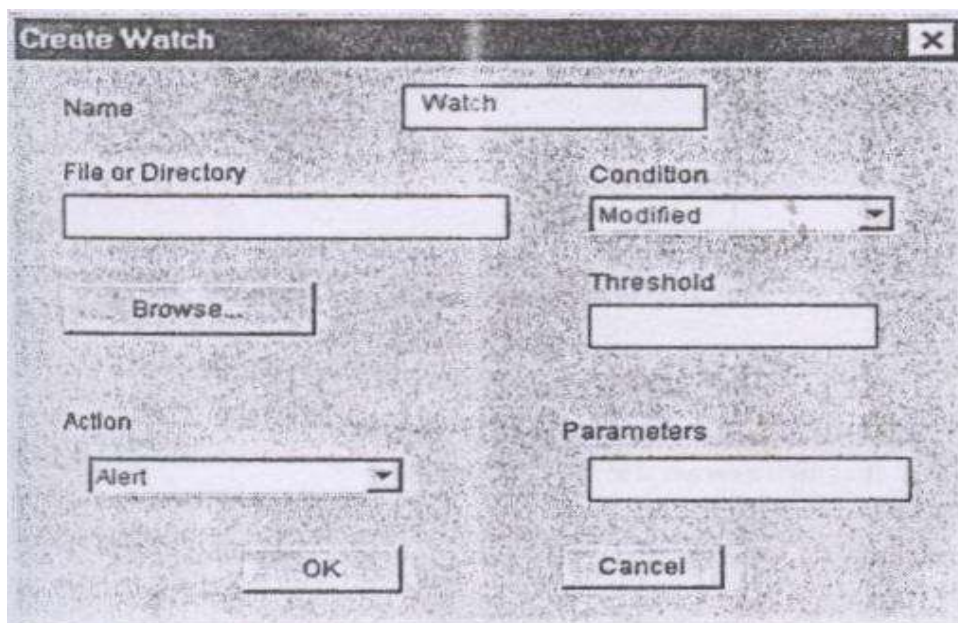 Create Watch
Name
Watch
File or Directory
Condition
Modified
Browse...
Threshold
Action
Parameters
Alert
OK
Cancel